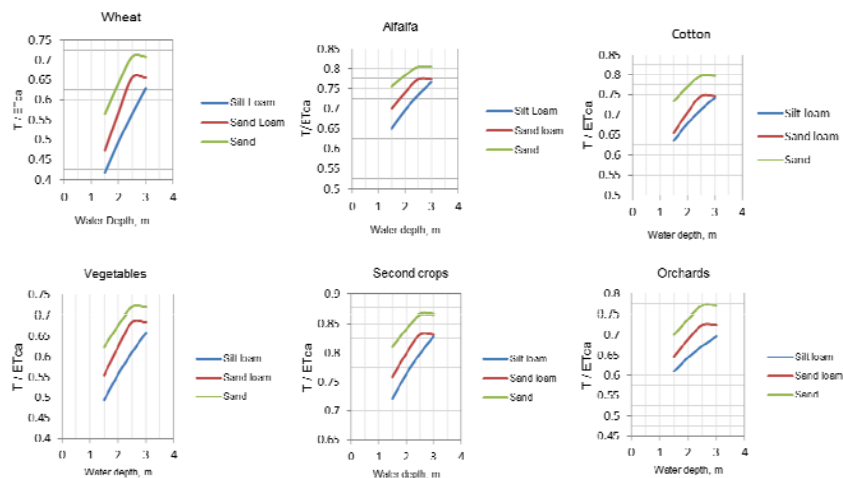 Wheat
0.75
0.7
0.65
0.6
0.55
0.5
0.45
0.4
0 1 2 3 4
T / ETca
Water Depth, m
Silt Loam
Sand Loam
Sand
Alfalfa
0.85
0.8
0.75
0.7
0.65
0.6
0.55
0.5
0 1 2 3 4
T/ETca
Water depth, m
Silt Loam
Sand loam
Sand
Cotton
0.85
0.8
0.75
0.7
0.65
0.6
0.55
0.5
0 1 2 3 4
T / ETca
Water depth, m
Silt loam
Sand loam
Sand
Vegetables
0.75
0.7
0.65
0.6
0.55
0.5
0.45
0.4
0 1 2 3 4
T / ETca
Water depth, m
Silt loam
Sand loam
Sand
Second crops
0.9
0.85
0.8
0.75
0.7
0.65
0 1 2 3 4
T / ETca
Water depth, m
Silt loam
Sand loam
Sand
Orchards
0.8
0.75
0.7
0.65
0.6
0.55
0.5
0.45
0 1 2 3 4
T / ETca
Water depth, m
Silt loam
Sand loam
Sand